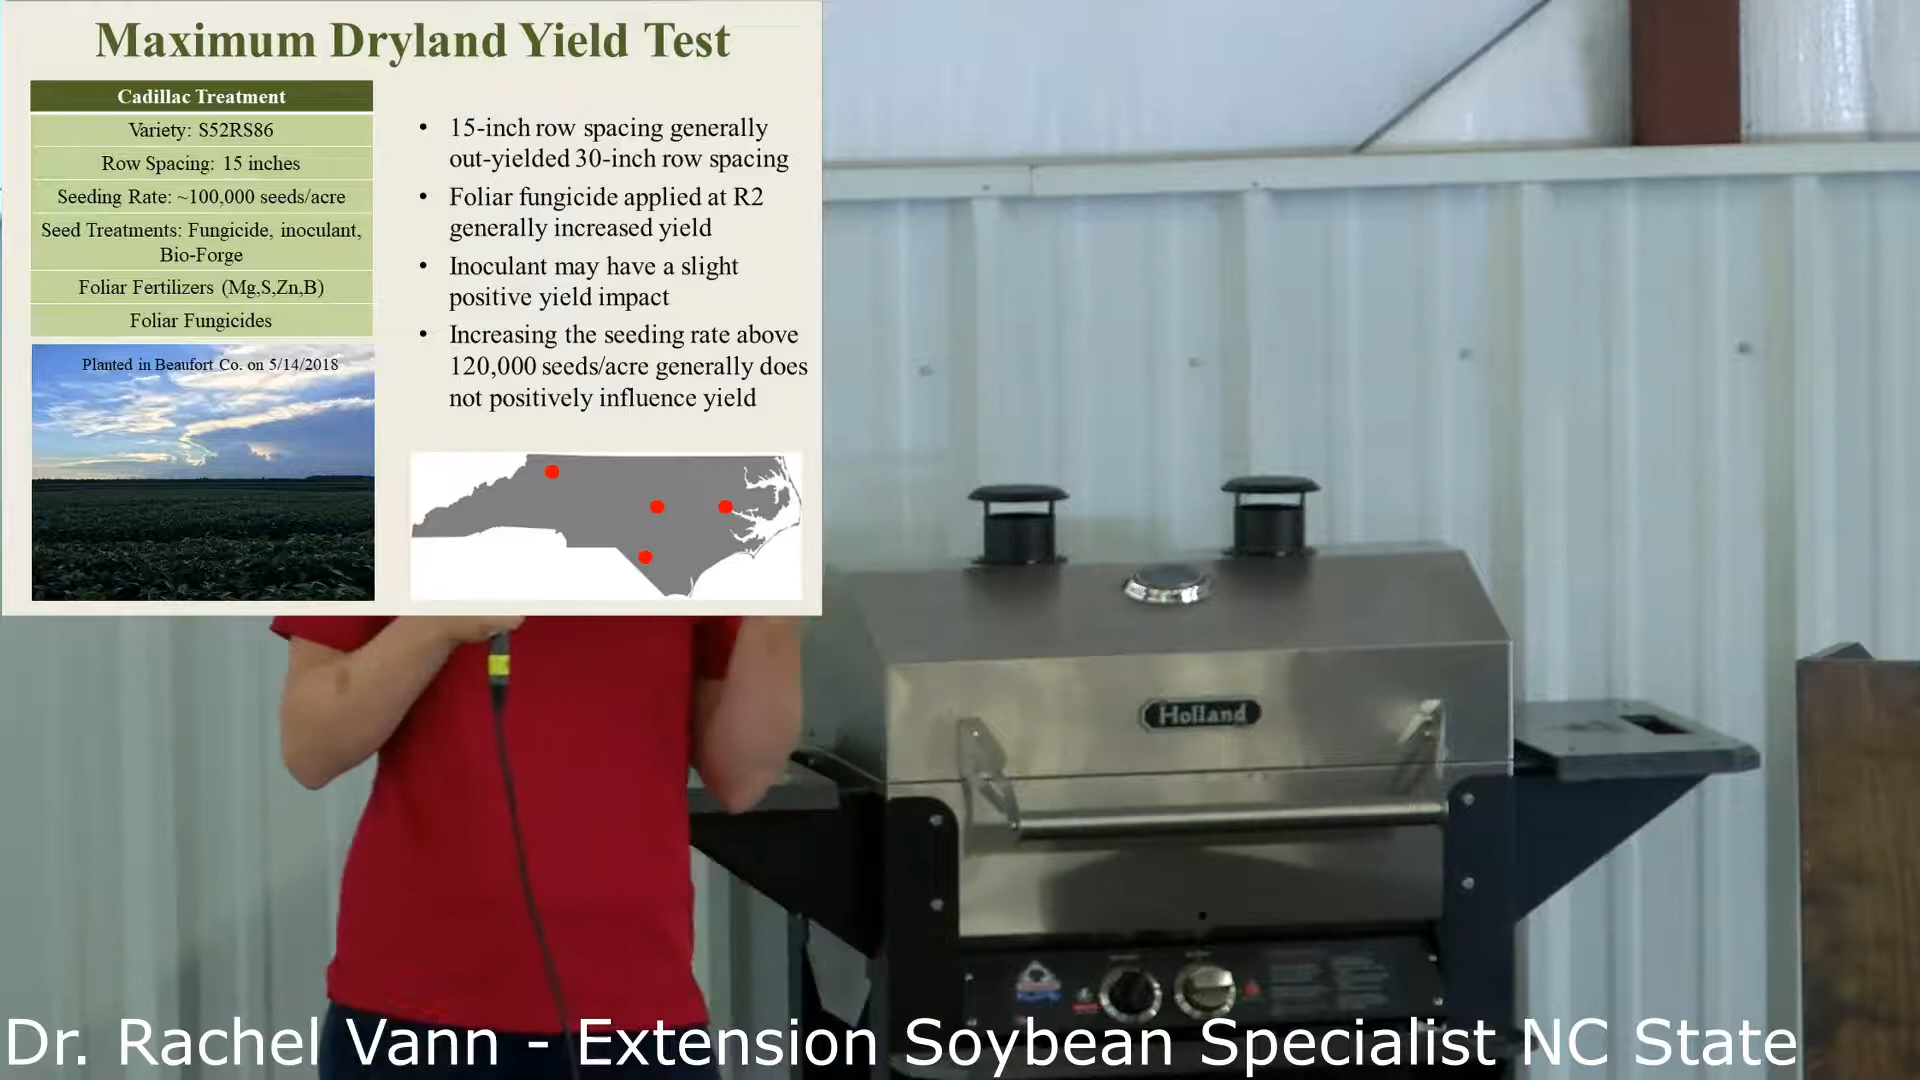 Maximum Dryland Yield Test
Cadillac Treatment
Variety: S52RS86
Row Spacing: 15 inches
Seeding Rate: ~100,000 seeds/acre
Seed Treatments: Fungicide, inoculant,
Bio-Forge
Foliar Fertilizers (Mg,S,Zn,B)
Foliar Fungicides
Planted in Beaufort Co. on 5/14/2018
• 15-inch row spacing generally
out-yielded 30-inch row spacing
• Foliar fungicide applied at R2
generally increased yield
• Inoculant may have a slight
positive yield impact
• Increasing the seeding rate above
120,000 seeds/acre generally does
not positively influence yield
Holland
Dr. Rachel Vann - Extension Soybean Specialist NC State